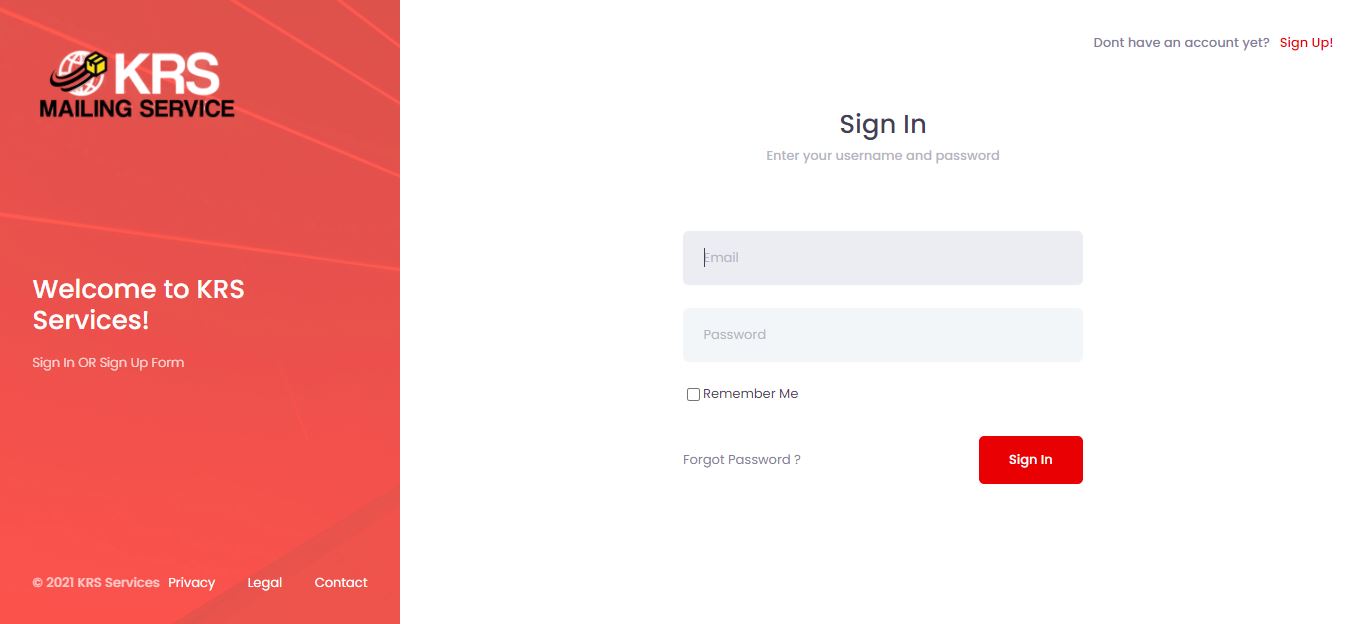 KRS
MAILING SERVICE
Welcome to KRS
Services!
Sign In OR Sign Up Form
© 2021 KRS Services Privacy Legal Contact
Dont have an account yet? Sign Up!
Sign In
Enter your username and password
Email
Password
Remember Me
Forgot Password ?
Sign In